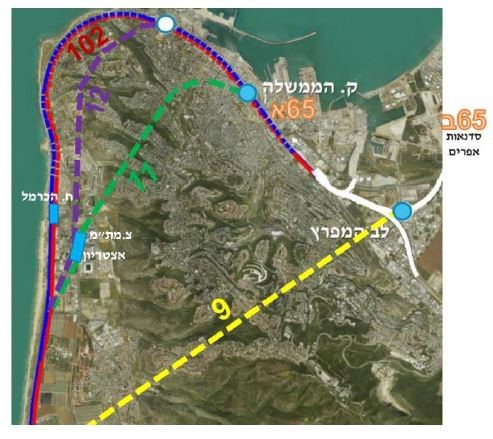 102
12
ק. הממשלה
65א
65ב
סדנאות
אפרים
11
ח. הכרמל
צ.מת״מ
אצטדיון
לב המפרץ
9